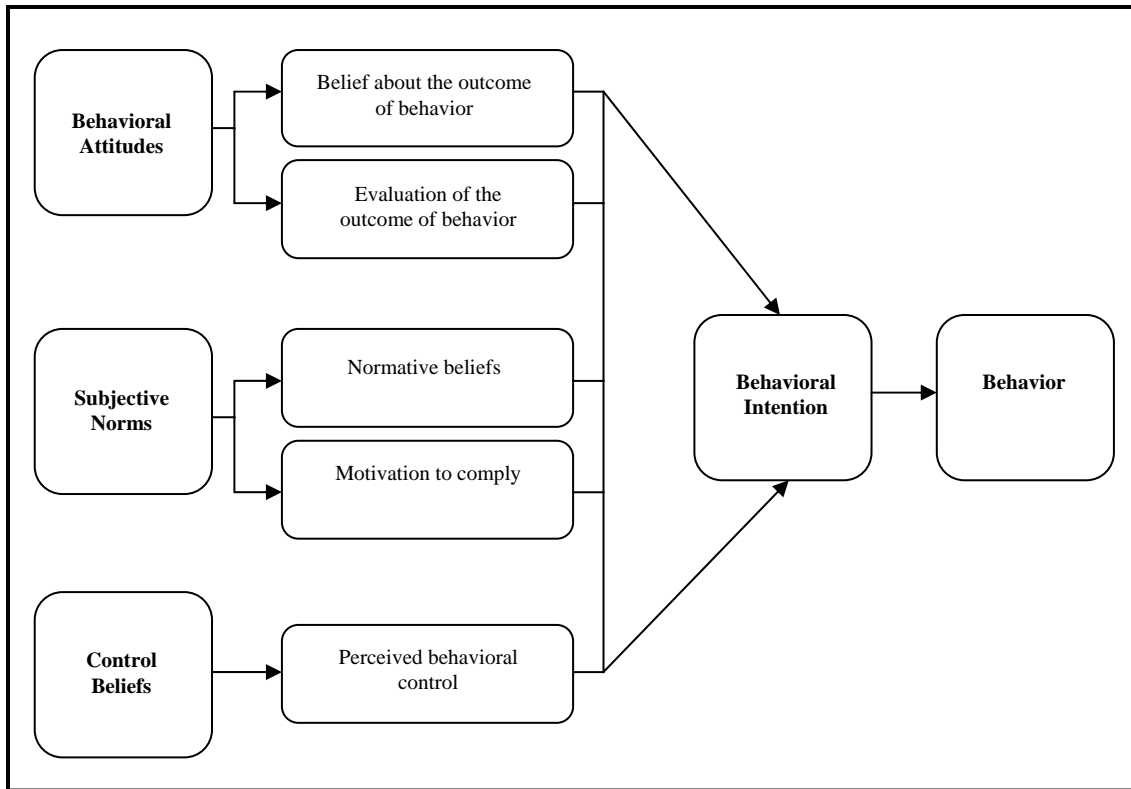 Behavioral
Attitudes
Belief about the outcome
of behavior
Evaluation of the
outcome of behavior
Subjective
Norms
Normative beliefs
Motivation to comply
Control
Beliefs
Perceived behavioral
control
Behavioral
Intention
Behavior